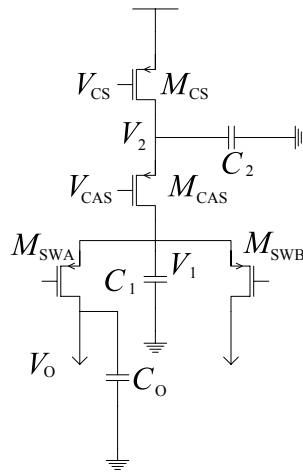 V_CS M_CS
V_2
C_2
V_CAS M_CAS
M_SWA M_SWB
V_1
C_1
V_O
C_O